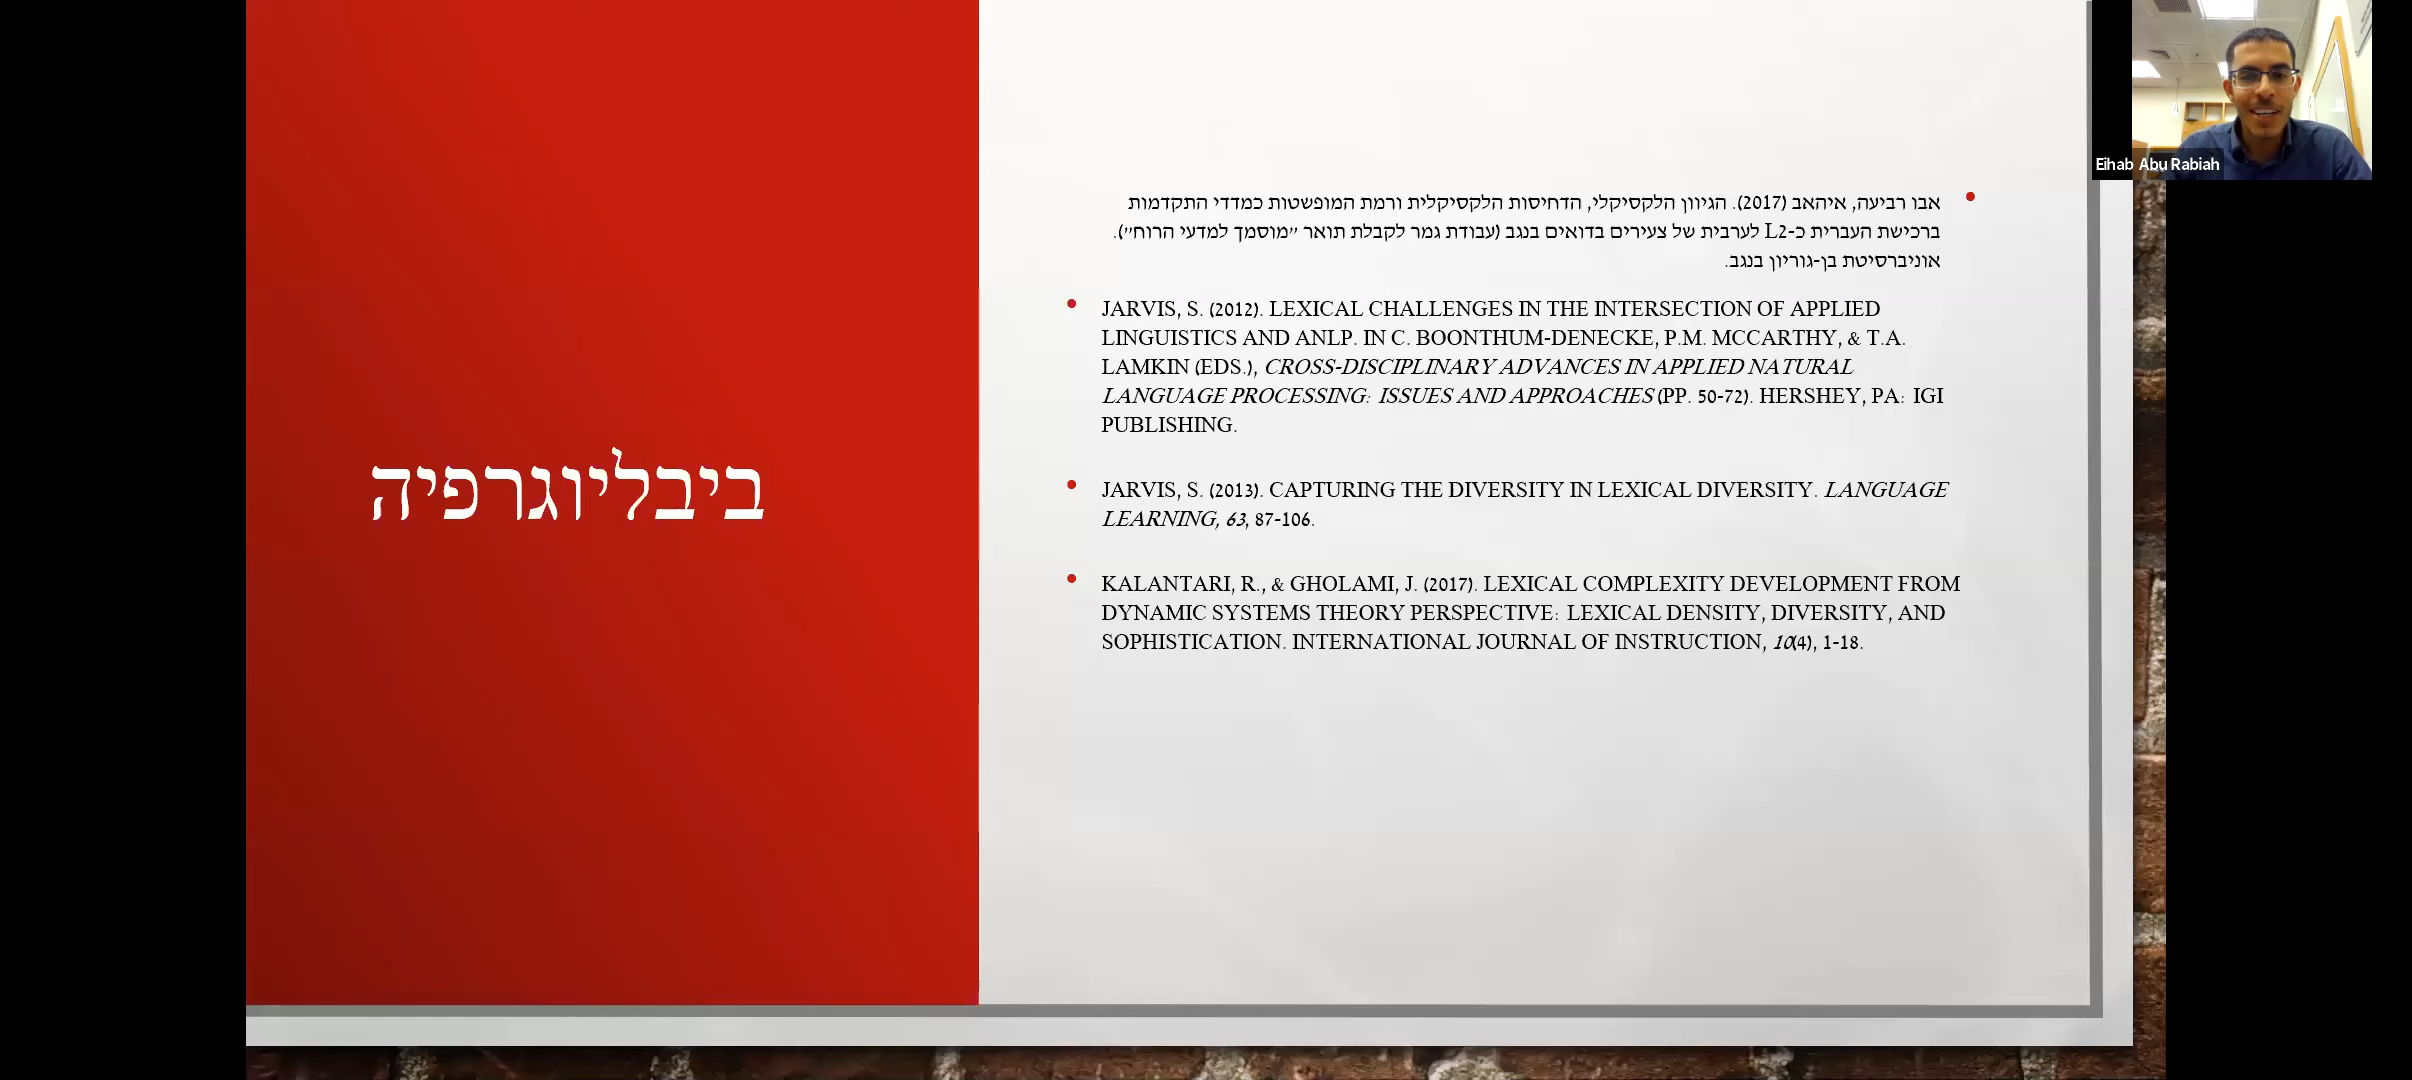 ביבליוגרפיה
אבו רביעה, איהאב (2017). הגיוון הלקסיקלי, הדחיסות הלקסיקלית ורמת המופשטות כמדדי התקדמות
ברכישת העברית כ-L2 לערבית של צעירים בדואים בנגב (עבודת גמר לקבלת תואר "מוסמך למדעי הרוח").
אוניברסיטת בן-גוריון בנגב.
JARVIS, S. (2012). LEXICAL CHALLENGES IN THE INTERSECTION OF APPLIED
LINGUISTICS AND ANLP. IN C. BOONTHUM-DENECKE, P.M. MCCARTHY, & T.A.
LAMKIN (EDS.), CROSS-DISCIPLINARY ADVANCES IN APPLIED NATURAL
LANGUAGE PROCESSING: ISSUES AND APPROACHES (PP. 50-72). HERSHEY, PA: IGI
PUBLISHING.
JARVIS, S. (2013). CAPTURING THE DIVERSITY IN LEXICAL DIVERSITY. LANGUAGE
LEARNING, 63, 87-106.
KALANTARI, R., & GHOLAMI, J. (2017). LEXICAL COMPLEXITY DEVELOPMENT FROM
DYNAMIC SYSTEMS THEORY PERSPECTIVE: LEXICAL DENSITY, DIVERSITY, AND
SOPHISTICATION. INTERNATIONAL JOURNAL OF INSTRUCTION, 10(4), 1-18.
Eihab Abu Rabiah